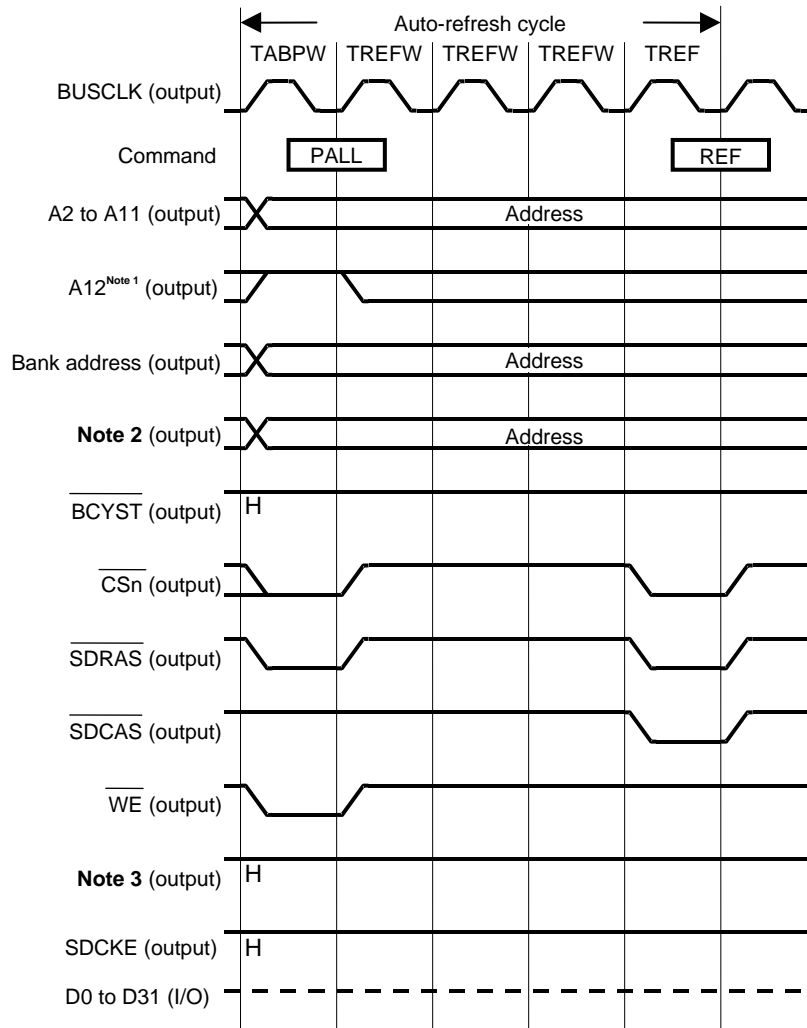 Auto-refresh cycle
TABPW TREFW TREFW TREFW TREF
BUSCLK (output)
Command PALL REF
A2 to A11 (output) Address
A12 Note 1 (output)
Bank address (output) Address
Note 2 (output) Address
BCYST (output) H
CSn (output)
SDRAS (output)
SDCAS (output)
WE (output)
Note 3 (output) H
SDCKE (output) H
D0 to D31 (I/O)